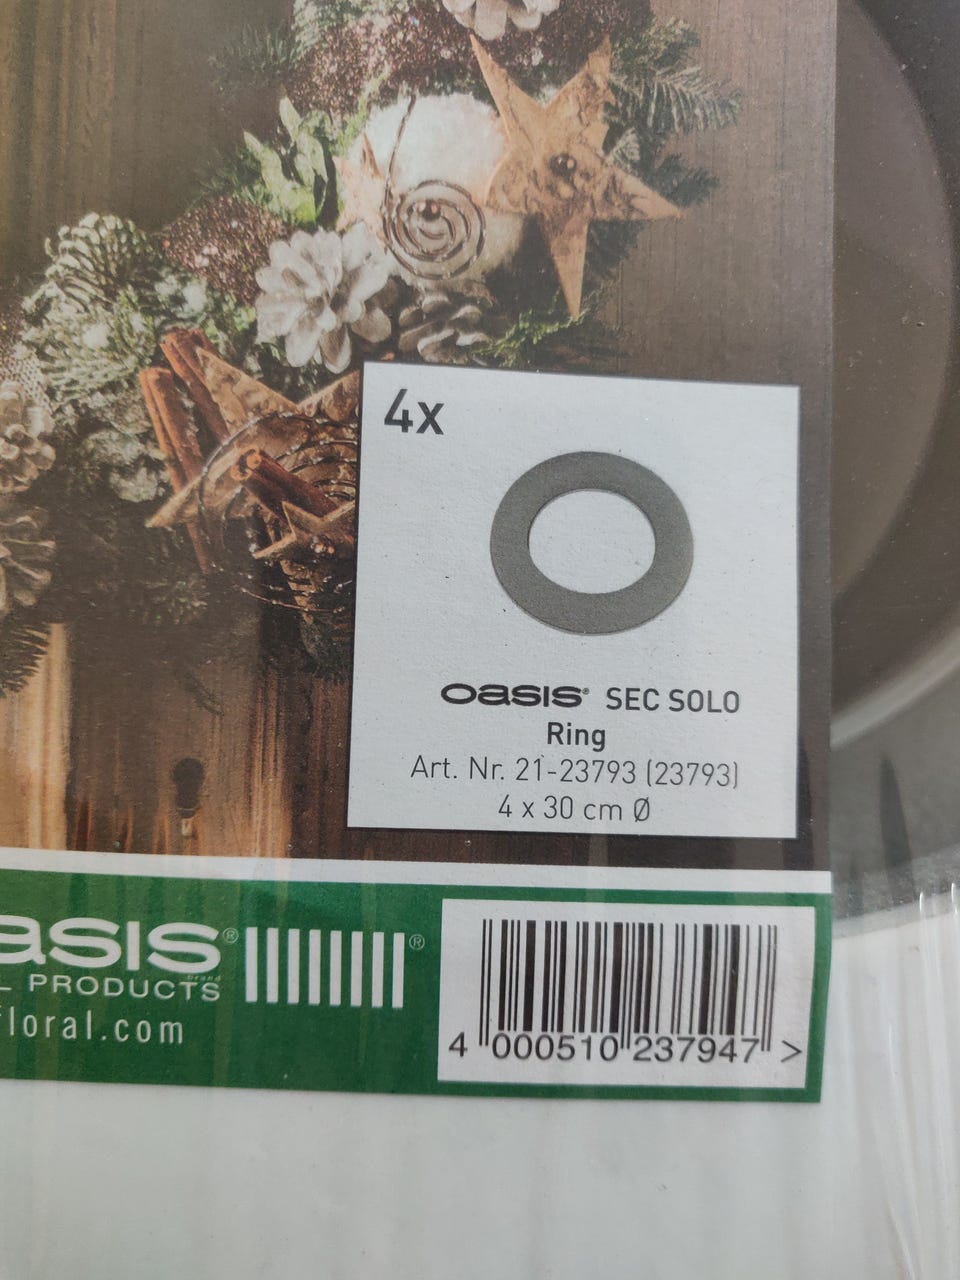 4x
OASIS® SEC SOLO
Ring
Art. Nr. 21-23793 (23793)
4 x 30 cm Ø
ASIS®
®
brand
L PRODUCTS
floral.com
4 000510 237947 >